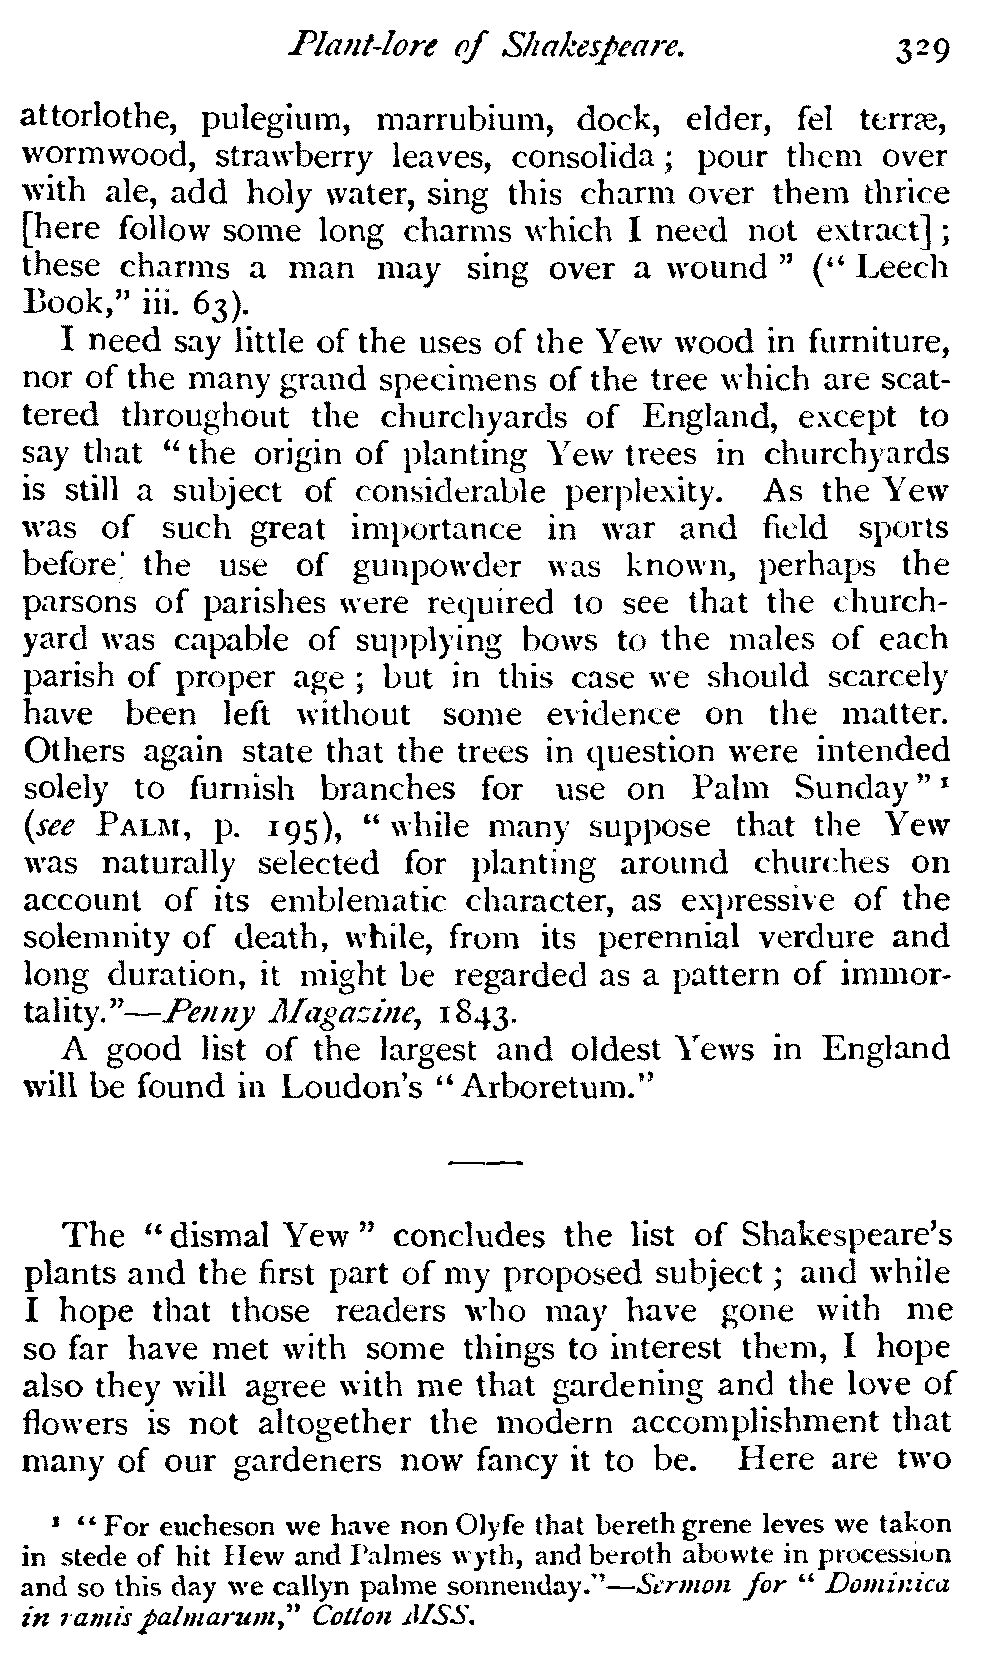 Plant-lore of Shakespeare. 329
attorlothe, pulegium, marrubium, dock, elder, fel terræ,
wormwood, strawberry leaves, consolida ; pour them over
with ale, add holy water, sing this charm over them thrice
[here follow some long charms which I need not extract] ;
these charms a man may sing over a wound ” (“ Leech
Book,” iii. 63).
I need say little of the uses of the Yew wood in furniture,
nor of the many grand specimens of the tree which are scat-
tered throughout the churchyards of England, except to
say that “the origin of planting Yew trees in churchyards
is still a subject of considerable perplexity. As the Yew
was of such great importance in war and field sports
before the use of gunpowder was known, perhaps the
parsons of parishes were required to see that the church-
yard was capable of supplying bows to the males of each
parish of proper age ; but in this case we should scarcely
have been left without some evidence on the matter.
Others again state that the trees in question were intended
solely to furnish branches for use on Palm Sunday” ¹
(see PALM, p. 195), “ while many suppose that the Yew
was naturally selected for planting around churches on
account of its emblematic character, as expressive of the
solemnity of death, while, from its perennial verdure and
long duration, it might be regarded as a pattern of immor-
tality.”—Penny Magazine, 1843.
A good list of the largest and oldest Yews in England
will be found in Loudon's “ Arboretum.”
The “ dismal Yew ” concludes the list of Shakespeare's
plants and the first part of my proposed subject ; and while
I hope that those readers who may have gone with me
so far have met with some things to interest them, I hope
also they will agree with me that gardening and the love of
flowers is not altogether the modern accomplishment that
many of our gardeners now fancy it to be. Here are two
¹ “ For eucheson we have non Olyfe that bereth grene leves we takon
in stede of hit Hew and Palmes wyth, and beroth abowte in procession
and so this day we callyn palme sonnenday.”—Sermon for “ Dominica
in ramis palmarum,” Cotton MSS.